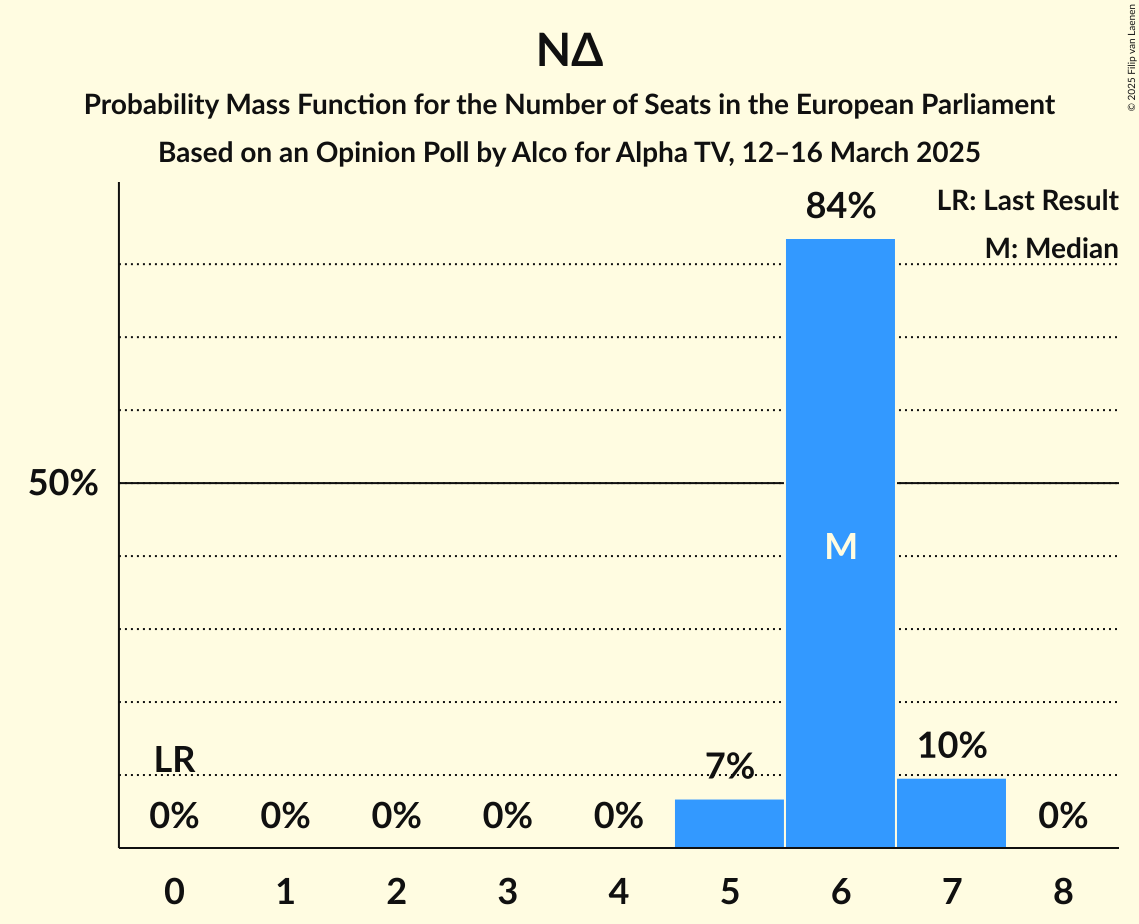 ΝΔ
Probability Mass Function for the Number of Seats in the European Parliament
Based on an Opinion Poll by Alco for Alpha TV, 12–16 March 2025
© 2025 Filip van Laenen
LR: Last Result
M: Median
84%
50%
M
LR
7%
10%
0% 0% 0% 0% 0% 0%
0 1 2 3 4 5 6 7 8